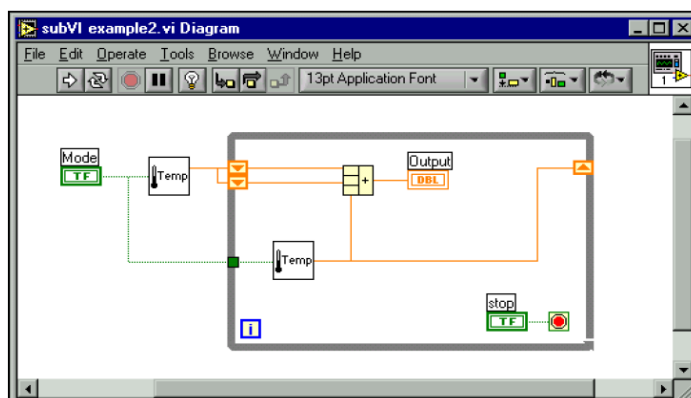 subVI example2.vi Diagram
File Edit Operate Tools Browse Window Help
13pt Application Font
1
Mode
TF
Temp
+
Output
DBL
Temp
stop
TF
i